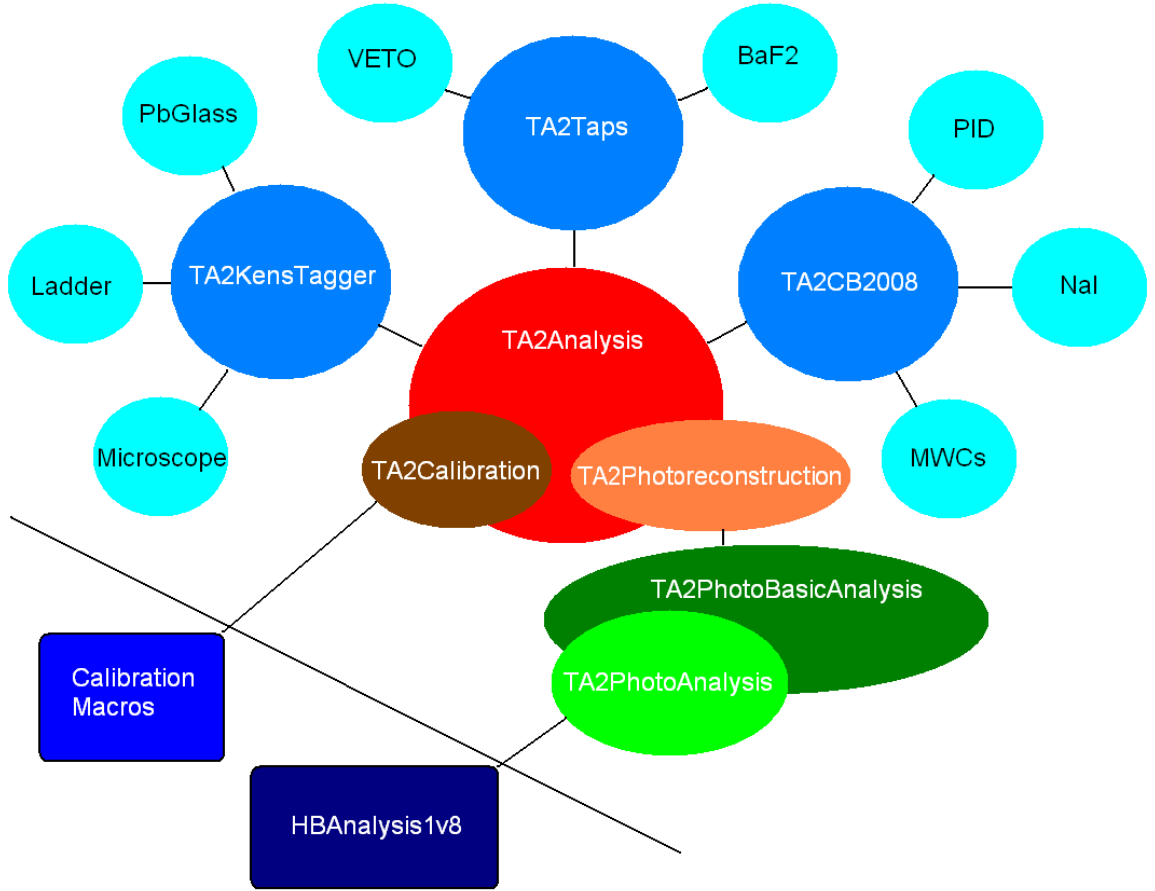 VETO
BaF2
PbGlass
TA2Taps
PID
TA2KensTagger
Ladder
TA2CB2008
NaI
TA2Analysis
Microscope
TA2Calibration
TA2Photoreconstruction
MWCs
TA2PhotoBasicAnalysis
TA2PhotoAnalysis
Calibration
Macros
HBAnalysis1v8